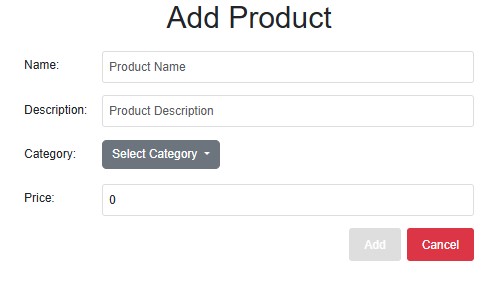 Add Product
Name: Product Name
Description: Product Description
Category: Select Category
Price: 0
Add Cancel